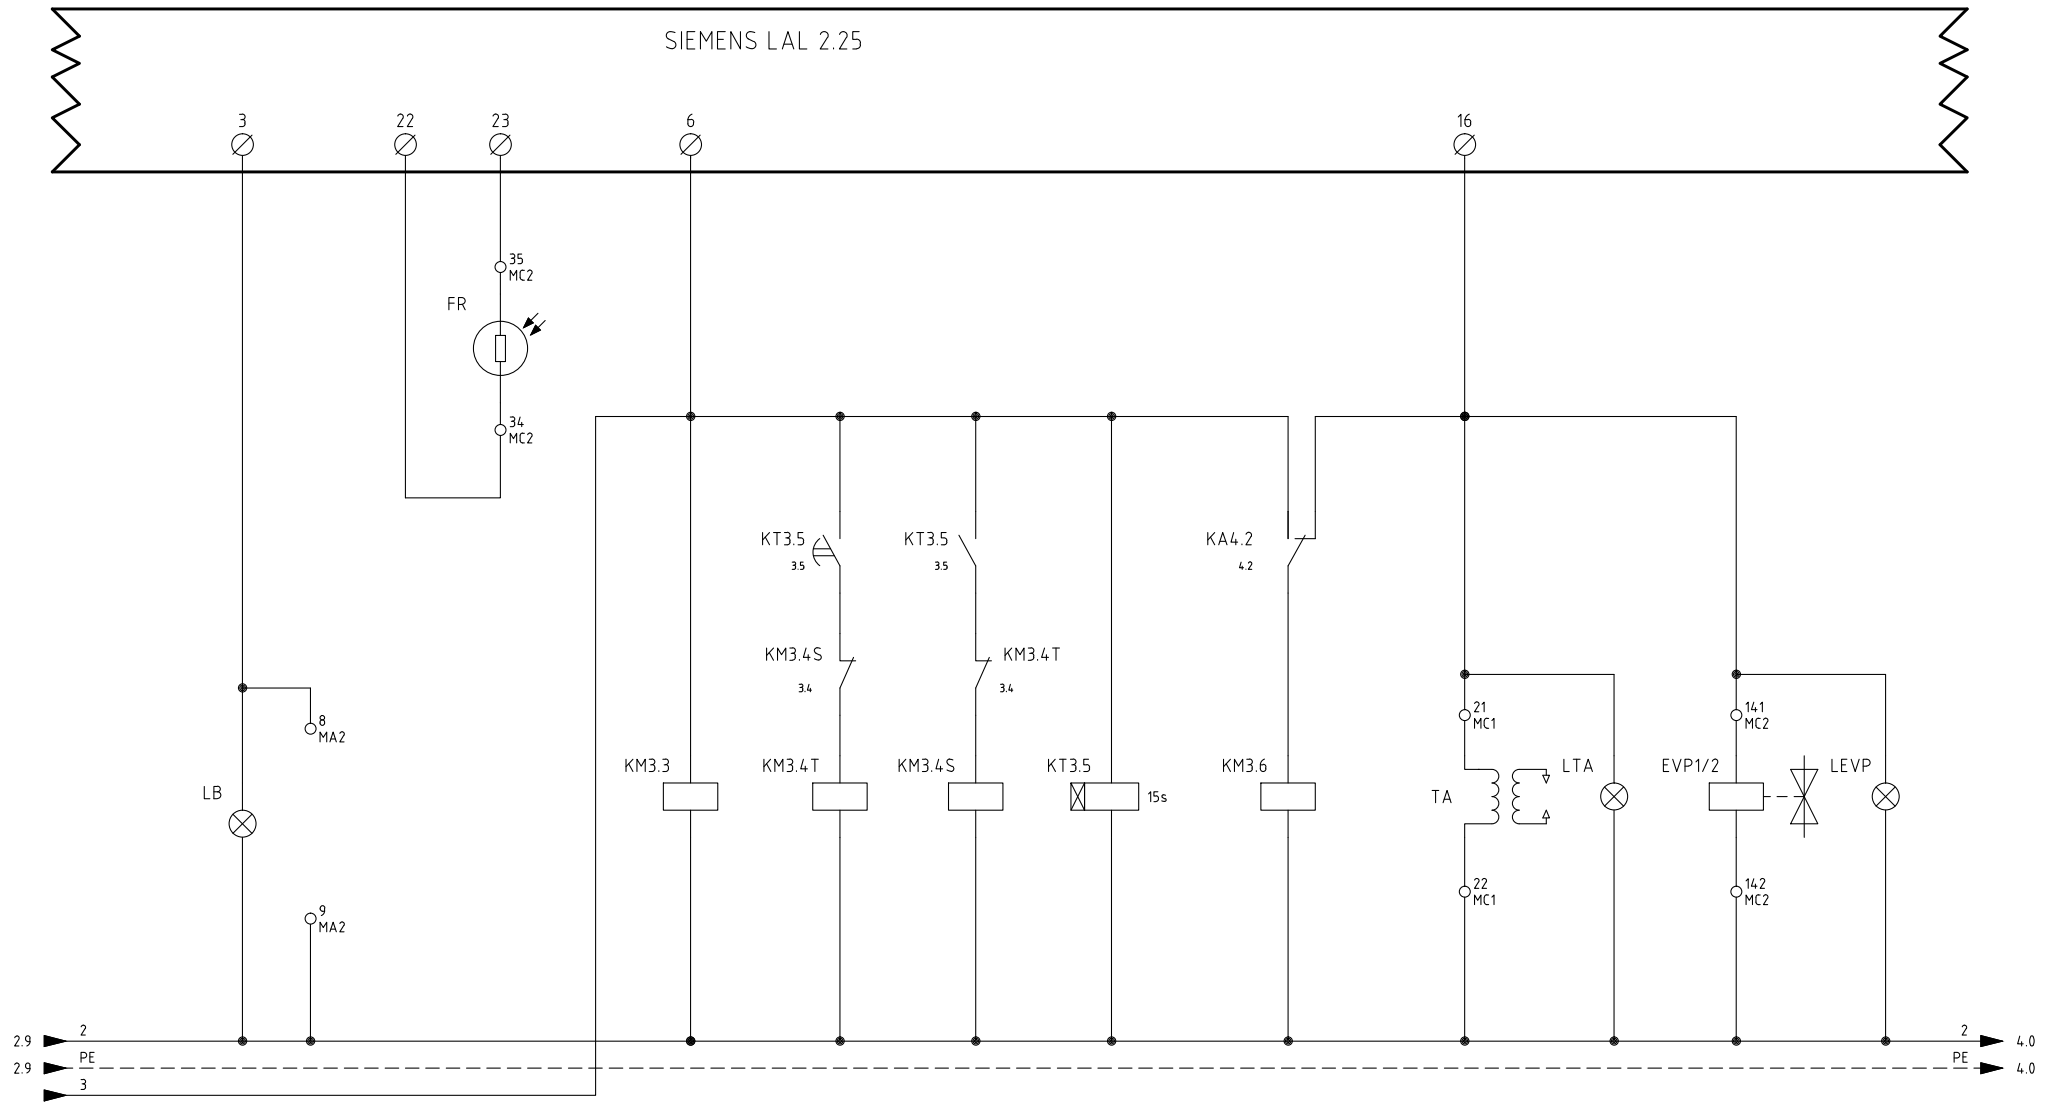 SIEMENS LAL 2.25
3 22 23 6 16
35
MC2
FR
34
MC2
KT3.5 KT3.5 KA4.2
3.5 3.5 4.2
KM3.4S KM3.4T
3.4 3.4
8
MA2
21
MC1
141
MC2
KM3.3 KM3.4T KM3.4S KT3.5 KM3.6 LTA EVP1/2 LEVP
LB 15s TA
22
MC1
142
MC2
9
MA2
2 2
2.9 4.0
PE PE
2.9 4.0
3